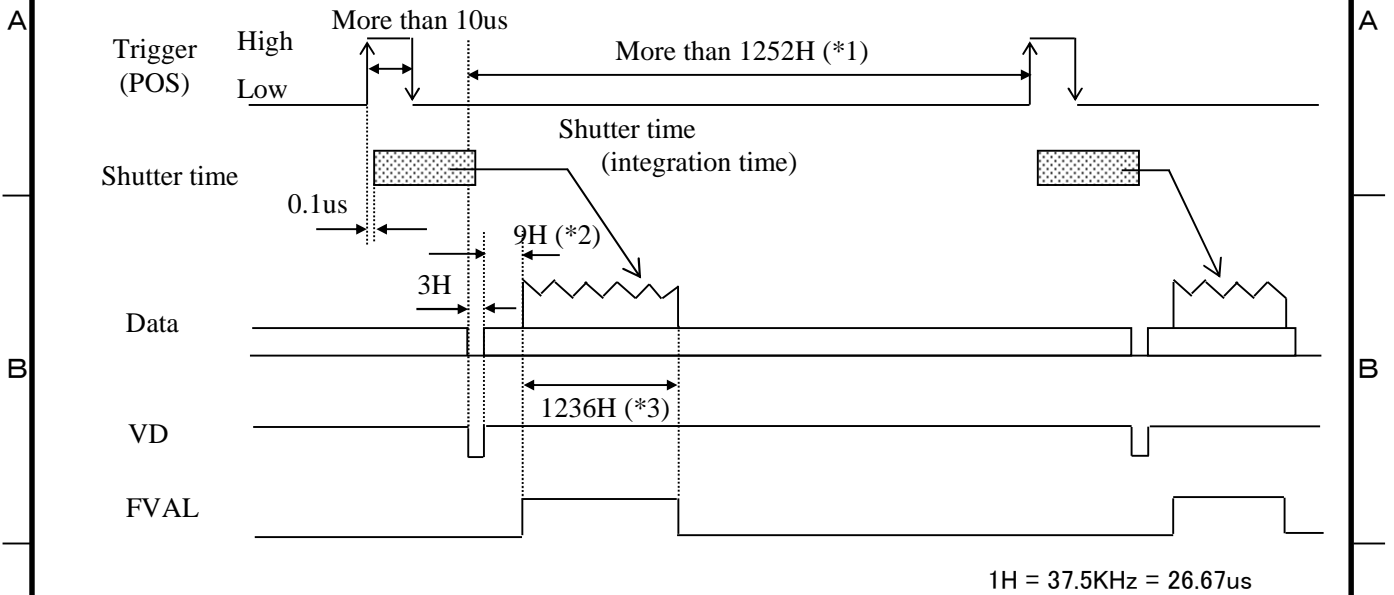 A
A
More than 10us
Trigger
(POS)
High
Low
More than 1252H (*1)
Shutter time
(integration time)
Shutter time
0.1us
9H (*2)
3H
Data
B
B
1236H (*3)
VD
FVAL
1H = 37.5KHz = 26.67us